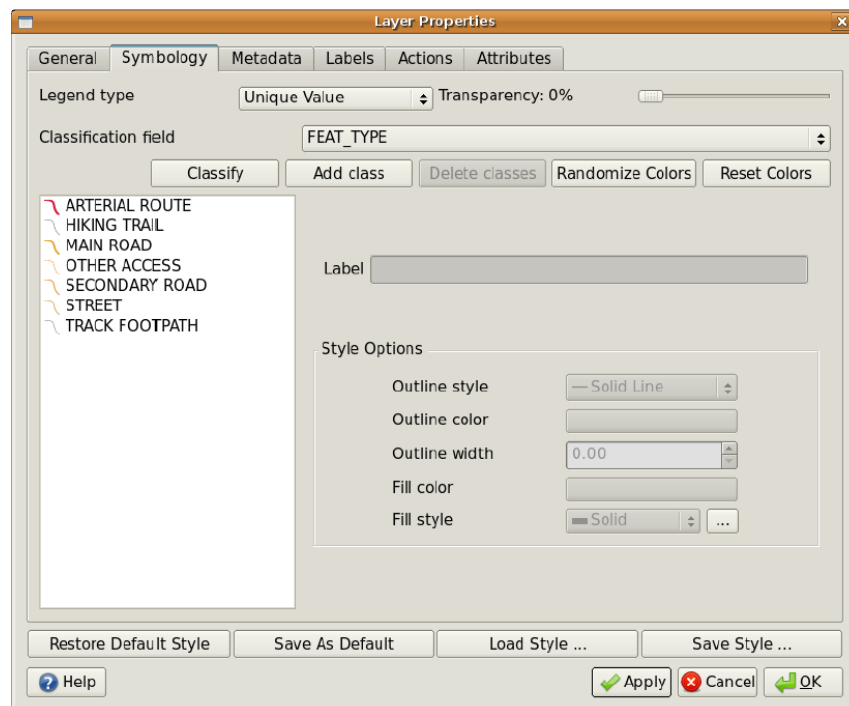 Layer Properties
General Symbology Metadata Labels Actions Attributes
Legend type Unique Value Transparency: 0%
Classification field FEAT_TYPE
Classify Add class Delete classes Randomize Colors Reset Colors
ARTERIAL ROUTE
HIKING TRAIL
MAIN ROAD
OTHER ACCESS
SECONDARY ROAD
STREET
TRACK FOOTPATH
Label
Style Options
Outline style Solid Line
Outline color
Outline width 0.00
Fill color
Fill style Solid ...
Restore Default Style Save As Default Load Style ... Save Style ...
Help Apply Cancel OK